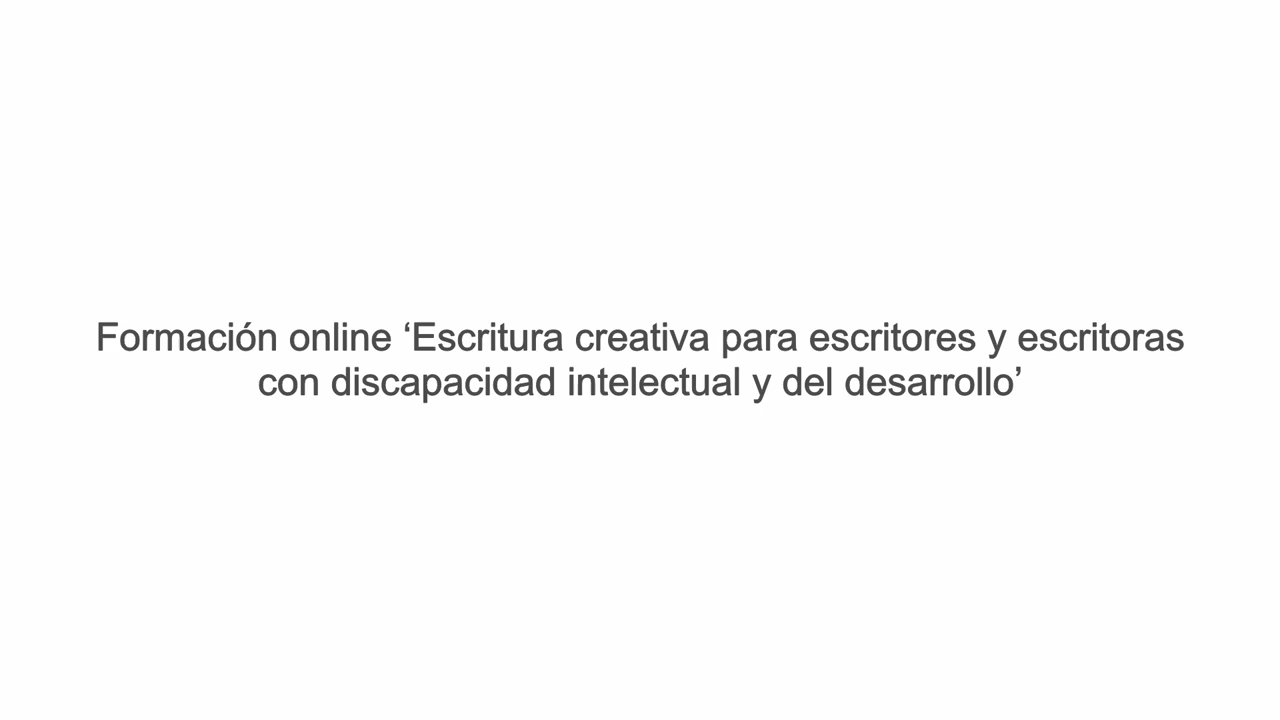 Formación online ‘Escritura creativa para escritores y escritoras
con discapacidad intelectual y del desarrollo’